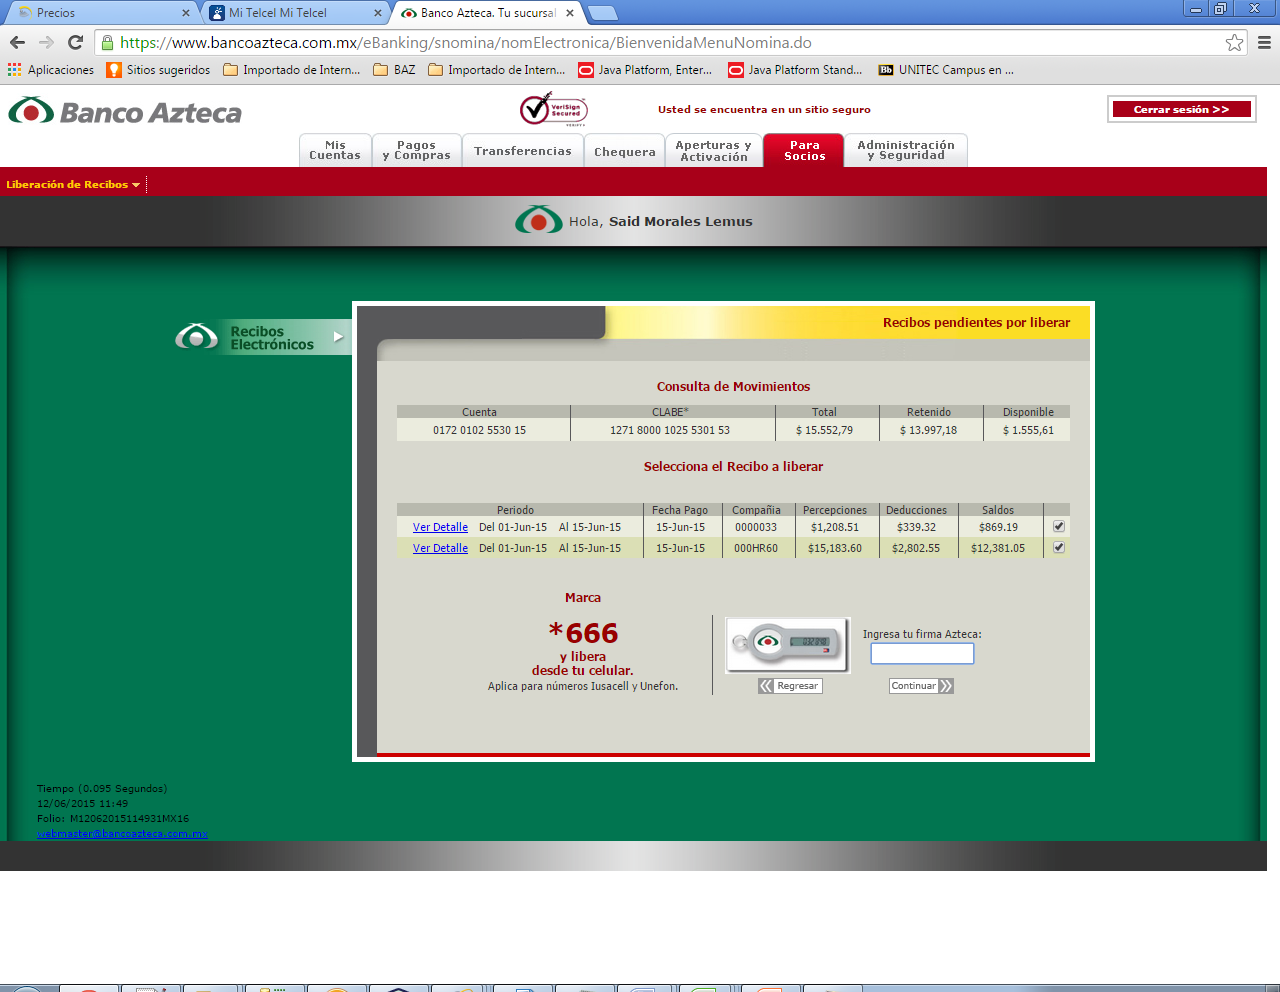 Precios
Mi Telcel Mi Telcel
Banco Azteca. Tu sucursal
https://www.bancoazteca.com.mx/eBanking/snomina/nomElectronica/BienvenidaMenuNomina.do
Aplicaciones
Sitios sugeridos
Importado de Intern...
BAZ
Importado de Intern...
Java Platform, Enter...
Java Platform Stand...
Bb UNITEC Campus en ...
Banco Azteca
VeriSign
Secured
VERIFY
Usted se encuentra en un sitio seguro
Cerrar sesión >>
Mis Cuentas
Pagos y Compras
Transferencias
Chequera
Aperturas y Activación
Para Socios
Administración y Seguridad
Liberación de Recibos
Hola, Said Morales Lemus
Recibos
Electrónicos
Recibos pendientes por liberar
Consulta de Movimientos
Cuenta CLABE* Total Retenido Disponible
0172 0102 5530 15 1271 8000 1025 5301 53 $ 15.552,79 $ 13.997,18 $ 1.555,61
Selecciona el Recibo a liberar
Periodo Fecha Pago Compañia Percepciones Deducciones Saldos
Ver Detalle Del 01-Jun-15 Al 15-Jun-15 15-Jun-15 0000033 $1,208.51 $339.32 $869.19
Ver Detalle Del 01-Jun-15 Al 15-Jun-15 15-Jun-15 000HR60 $15,183.60 $2,802.55 $12,381.05
Marca
*666
y libera
desde tu celular.
Aplica para números Iusacell y Unefon.
Ingresa tu firma Azteca:
Regresar
Continuar
Tiempo (0.095 Segundos)
12/06/2015 11:49
Folio: M12062015114931MX16
webmaster@bancoazteca.com.mx